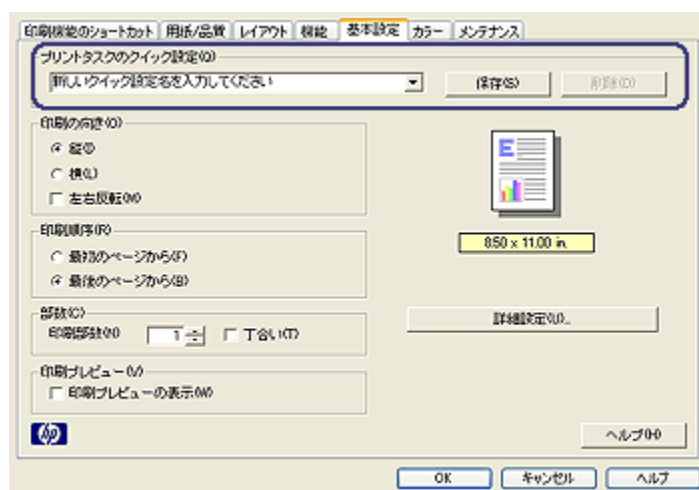 印刷機能のショートカット 用紙/品質 レイアウト 機能 基本設定 カラー メンテナンス
プリントタスクのクイック設定(Q)
新しいクイック設定名を入力してください 保存(S) 削除(D)
印刷の向き(O)
縦(T)
横(L)
左右反転(M)
E
8.50 x 11.00 in.
印刷順序(R)
最初のページから(F)
最後のページから(B)
部数(C)
印刷部数(N) 1 丁合い(T)
詳細設定(U)...
印刷プレビュー(V)
印刷プレビューの表示(W)
hp
ヘルプ(H)
OK キャンセル ヘルプ